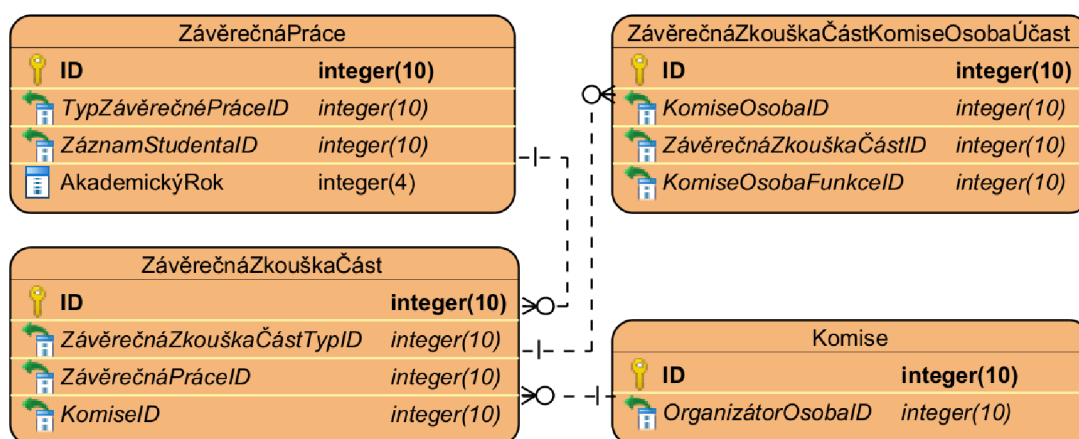 ZávěrečnáPráce
ID integer(10)
TypZávěrečnéPráceID integer(10)
ZáznamStudentaID integer(10)
AkademickýRok integer(4)
ZávěrečnáZkouškaČástKomiseOsobaÚčast
ID integer(10)
KomiseOsobaID integer(10)
ZávěrečnáZkouškaČástID integer(10)
KomiseOsobaFunkceID integer(10)
ZávěrečnáZkouškaČást
ID integer(10)
ZávěrečnáZkouškaČástTypID integer(10)
ZávěrečnáPráceID integer(10)
KomiseID integer(10)
Komise
ID integer(10)
OrganizátorOsobaID integer(10)